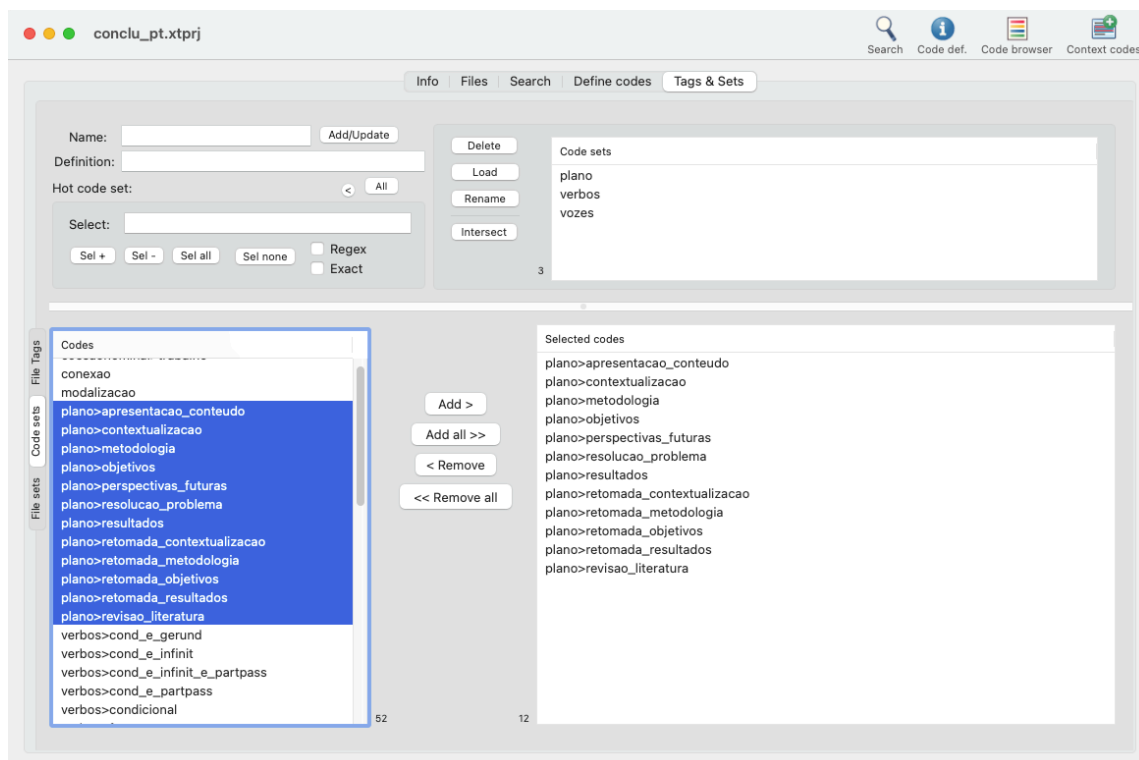 conclu_pt.xtprj
Search Code def. Code browser Context codes
Info Files Search Define codes Tags & Sets
Name: Add/Update
Definition:
Hot code set: < All
Select:
Sel + Sel - Sel all Sel none
Regex
Exact
Delete
Load
Rename
Intersect
Code sets
plano
verbos
vozes
3
File Tags
Code sets
File sets
Codes
conexao
modalizacao
plano>apresentacao_conteudo
plano>contextualizacao
plano>metodologia
plano>objetivos
plano>perspectivas_futuras
plano>resolucao_problema
plano>resultados
plano>retomada_contextualizacao
plano>retomada_metodologia
plano>retomada_objetivos
plano>retomada_resultados
plano>revisao_literatura
verbos>cond_e_gerund
verbos>cond_e_infinit
verbos>cond_e_infinit_e_partpass
verbos>cond_e_partpass
verbos>condicional
52
Add >
Add all >>
< Remove
<< Remove all
12
Selected codes
plano>apresentacao_conteudo
plano>contextualizacao
plano>metodologia
plano>objetivos
plano>perspectivas_futuras
plano>resolucao_problema
plano>resultados
plano>retomada_contextualizacao
plano>retomada_metodologia
plano>retomada_objetivos
plano>retomada_resultados
plano>revisao_literatura